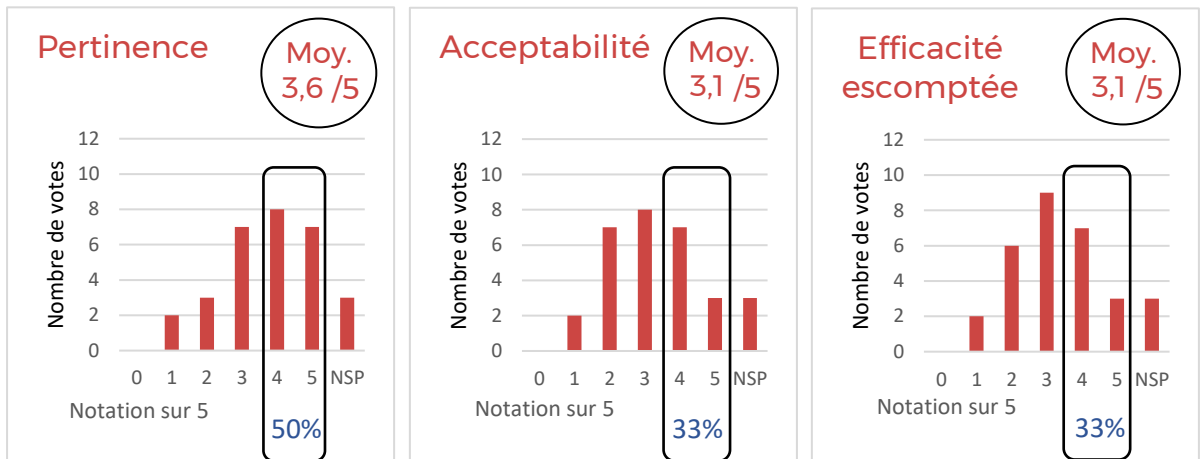 Pertinence
Moy.
3,6 /5
Nombre de votes
12
10
8
6
4
2
0
0 1 2 3 4 5 NSP
Notation sur 5
50%
Acceptabilité
Moy.
3,1 /5
Nombre de votes
12
10
8
6
4
2
0
0 1 2 3 4 5 NSP
Notation sur 5
33%
Efficacité
escomptée
Moy.
3,1 /5
Nombre de votes
12
10
8
6
4
2
0
0 1 2 3 4 5 NSP
Notation sur 5
33%